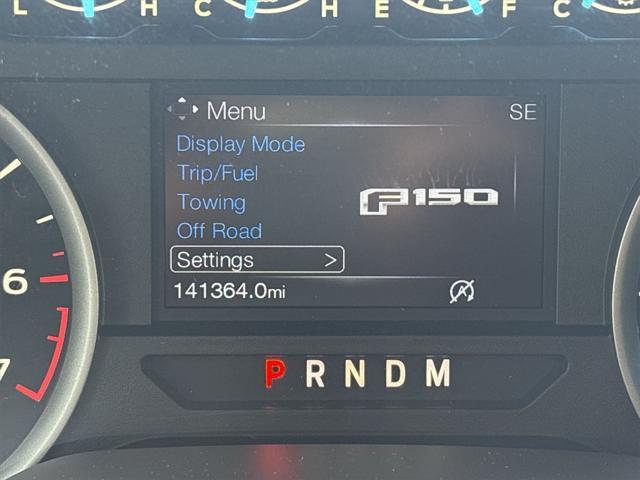 L H C H E F C
Menu SE
Display Mode
Trip/Fuel
Towing
F150
Off Road
Settings >
141364.0mi
6
7
P R N D M